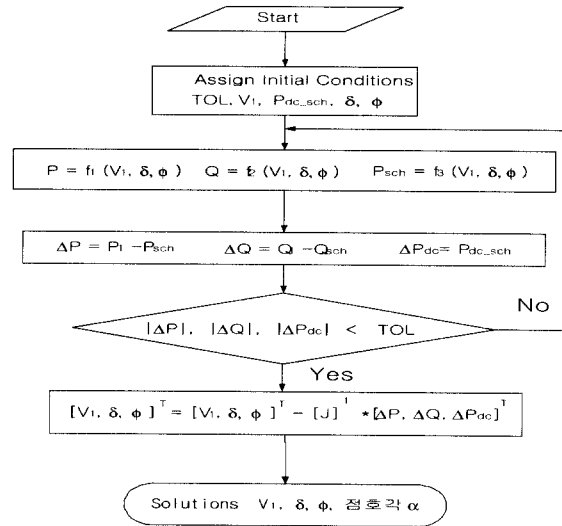 Start
Assign Initial Conditions
TOL, V₁, Pdc_sch, δ, ϕ
P = f₁ (V₁, δ, ϕ) Q = f₂ (V₁, δ, ϕ) Psch = f₃ (V₁, δ, ϕ)
ΔP = P₁ −Psch ΔQ = Q −Qsch ΔPdc= Pdc_sch
No
|ΔP|, |ΔQ|, |ΔPdc| < TOL
Yes
[V₁, δ, ϕ]ᵀ = [V₁, δ, ϕ]ᵀ − [J]¹ *[ΔP, ΔQ, ΔPdc]ᵀ
Solutions V₁, δ, ϕ, 점호각 α